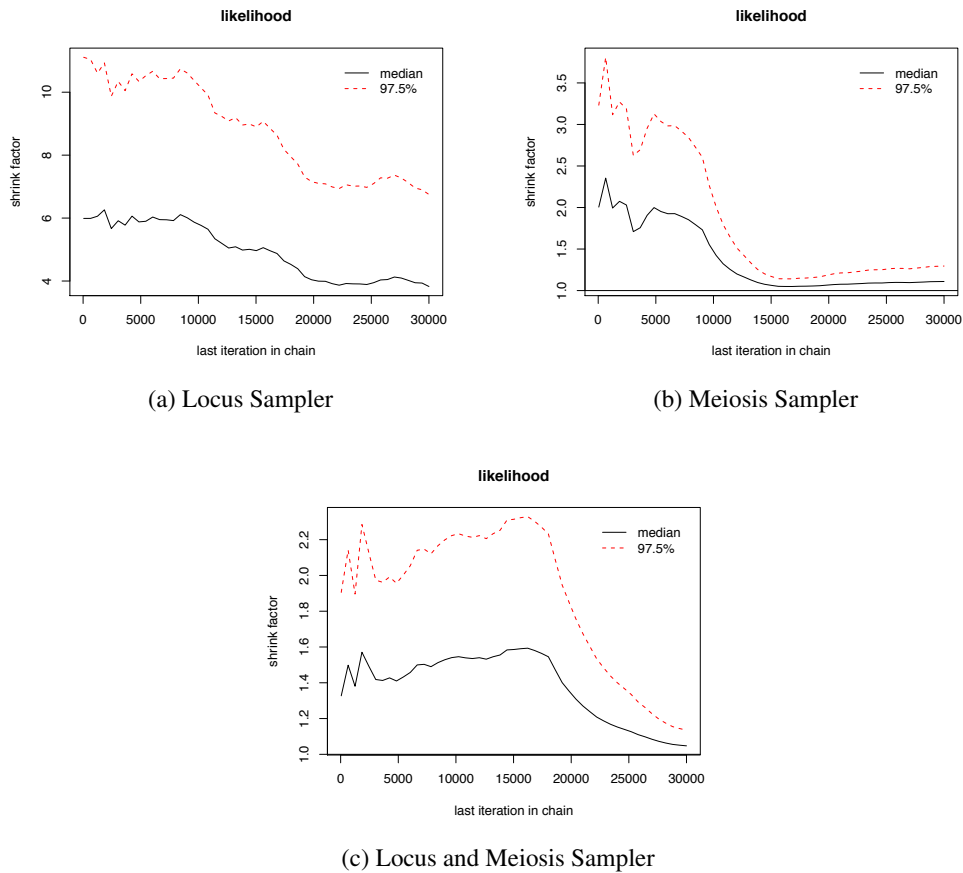 likelihood
median
97.5%
shrink factor
4 6 8 10
0 5000 10000 15000 20000 25000 30000
last iteration in chain
(a) Locus Sampler
likelihood
median
97.5%
shrink factor
1.0 1.5 2.0 2.5 3.0 3.5
0 5000 10000 15000 20000 25000 30000
last iteration in chain
(b) Meiosis Sampler
likelihood
median
97.5%
shrink factor
1.0 1.2 1.4 1.6 1.8 2.0 2.2
0 5000 10000 15000 20000 25000 30000
last iteration in chain
(c) Locus and Meiosis Sampler